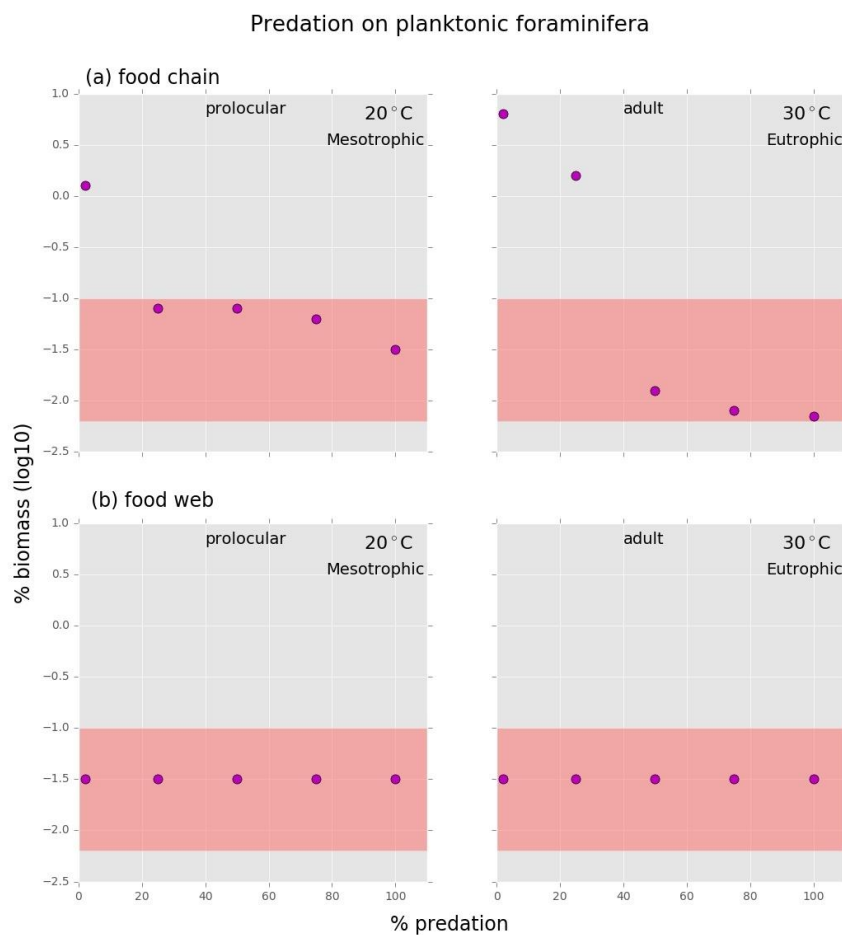 Predation on planktonic foraminifera
(a) food chain
prolocular
20°C
Mesotrophic
1.0
0.5
0.0
−0.5
−1.0
−1.5
−2.0
−2.5
adult
30°C
Eutrophic
(b) food web
prolocular
20°C
Mesotrophic
1.0
0.5
0.0
−0.5
−1.0
−1.5
−2.0
−2.5
0 20 40 60 80 100
adult
30°C
Eutrophic
0 20 40 60 80 100
% biomass (log10)
% predation